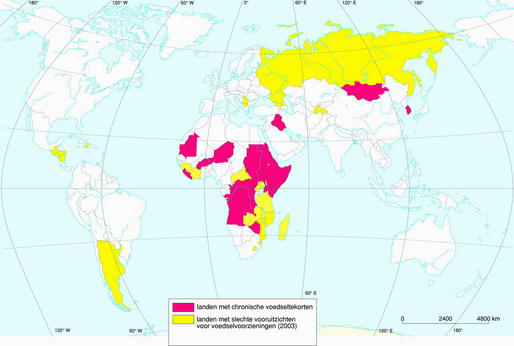 180° 120° W 60° W 0° 60° E 120° E 180°
60° E
landen met chronische voedseltekorten
landen met slechte vooruitzichten
voor voedselvoorzieningen (2003)
0 2400 4800 km
120° W 60° W 120° E 180°